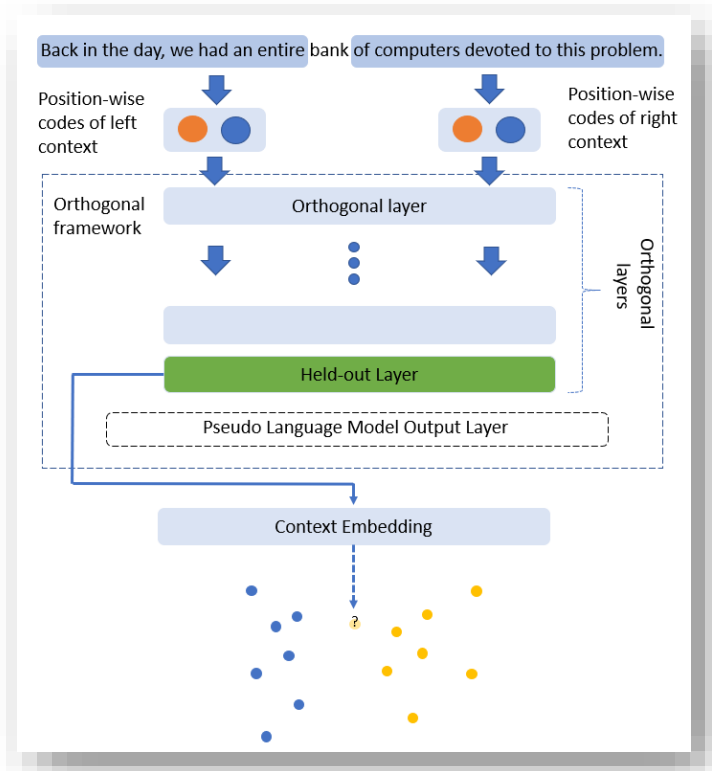 Back in the day, we had an entire bank of computers devoted to this problem.
Position-wise
codes of left
context
Position-wise
codes of right
context
Orthogonal
framework
Orthogonal layer
Orthogonal
layers
Held-out Layer
Pseudo Language Model Output Layer
Context Embedding
?